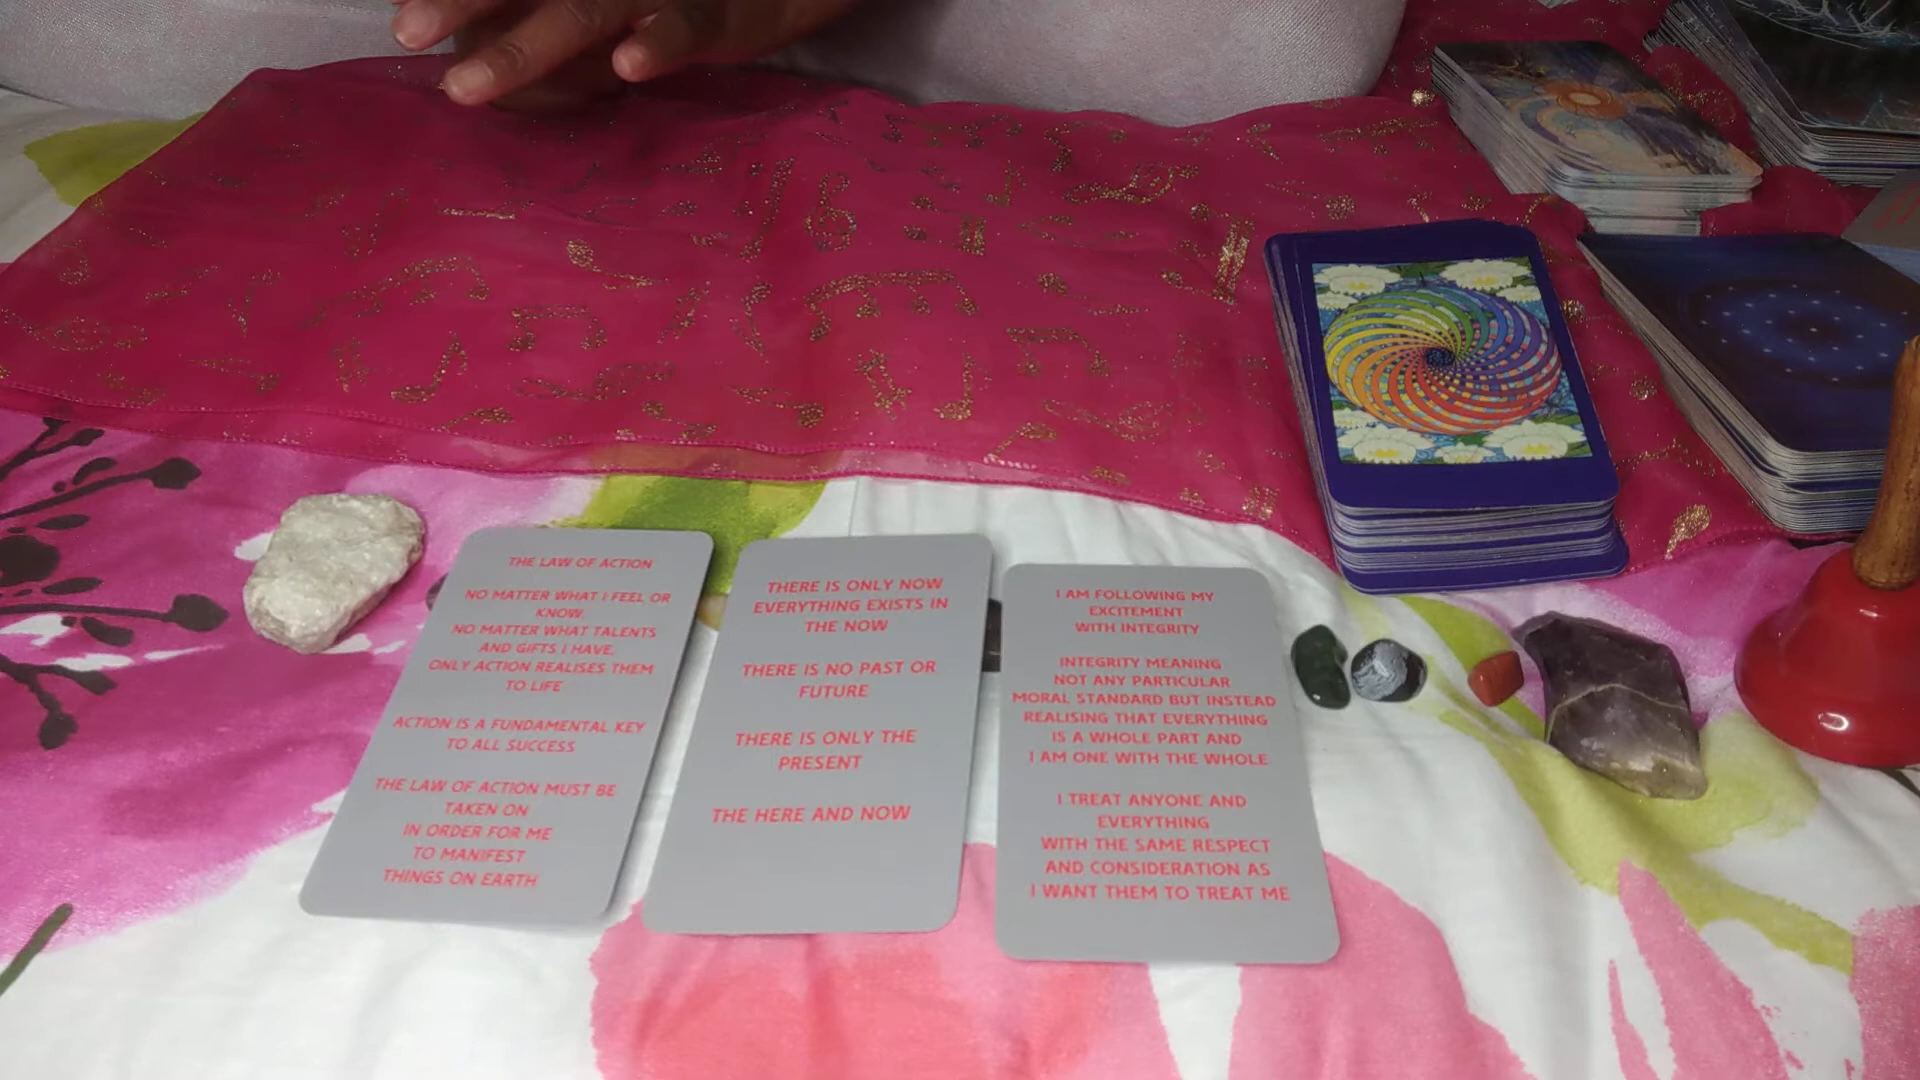 THE LAW OF ACTION
NO MATTER WHAT I FEEL OR
KNOW,
NO MATTER WHAT TALENTS
AND GIFTS I HAVE,
ONLY ACTION REALISES THEM
TO LIFE
ACTION IS A FUNDAMENTAL KEY
TO ALL SUCCESS
THE LAW OF ACTION MUST BE
TAKEN ON
IN ORDER FOR ME
TO MANIFEST
THINGS ON EARTH
THERE IS ONLY NOW
EVERYTHING EXISTS IN
THE NOW
THERE IS NO PAST OR
FUTURE
THERE IS ONLY THE
PRESENT
THE HERE AND NOW
I AM FOLLOWING MY
EXCITEMENT
WITH INTEGRITY
INTEGRITY MEANING
NOT ANY PARTICULAR
MORAL STANDARD BUT INSTEAD
REALISING THAT EVERYTHING
IS A WHOLE PART AND
I AM ONE WITH THE WHOLE
I TREAT ANYONE AND
EVERYTHING
WITH THE SAME RESPECT
AND CONSIDERATION AS
I WANT THEM TO TREAT ME